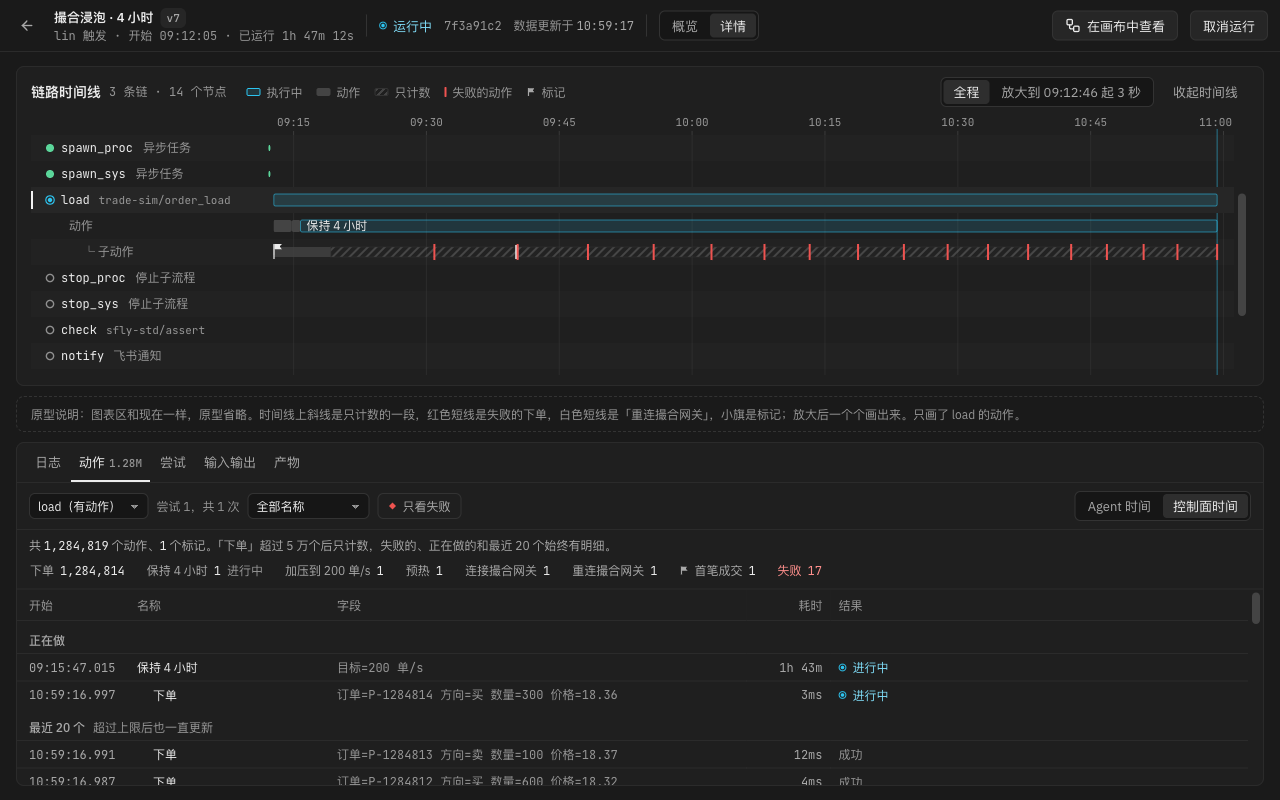 撮合浸泡 · 4 小时 v7
lin 触发 · 开始 09:12:05 · 已运行 1h 47m 12s
运行中 7f3a91c2 数据更新于 10:59:17
概览 详情
在画布中查看 取消运行
链路时间线 3 条链 · 14 个节点 执行中 动作 只计数 失败的动作 标记
全程 放大到 09:12:46 起 3 秒 收起时间线
09:15 09:30 09:45 10:00 10:15 10:30 10:45 11:00
spawn_proc 异步任务
spawn_sys 异步任务
load trade-sim/order_load
动作 保持 4 小时
└ 子动作
stop_proc 停止子流程
stop_sys 停止子流程
check sfly-std/assert
notify 飞书通知
原型说明：图表区和现在一样，原型省略。时间线上斜线是只计数的一段，红色短线是失败的下单，白色短线是「重连撮合网关」，小旗是标记；放大后一个个画出来。只画了 load 的动作。
日志 动作 1.28M 尝试 输入输出 产物
load（有动作） 尝试 1，共 1 次 全部名称 只看失败
Agent 时间 控制面时间
共 1,284,819 个动作、1 个标记。「下单」超过 5 万个后只计数，失败的、正在做的和最近 20 个始终有明细。
下单 1,284,814 保持 4 小时 1 进行中 加压到 200 单/s 1 预热 1 连接撮合网关 1 重连撮合网关 1 首笔成交 1 失败 17
开始 名称 字段 耗时 结果
正在做
09:15:47.015 保持 4 小时 目标=200 单/s 1h 43m 进行中
10:59:16.997 下单 订单=P-1284814 方向=买 数量=300 价格=18.36 3ms 进行中
最近 20 个 超过上限后也一直更新
10:59:16.991 下单 订单=P-1284813 方向=卖 数量=100 价格=18.37 12ms 成功
10:59:16.987 下单 订单=P-1284812 方向=买 数量=600 价格=18.32 4ms 成功